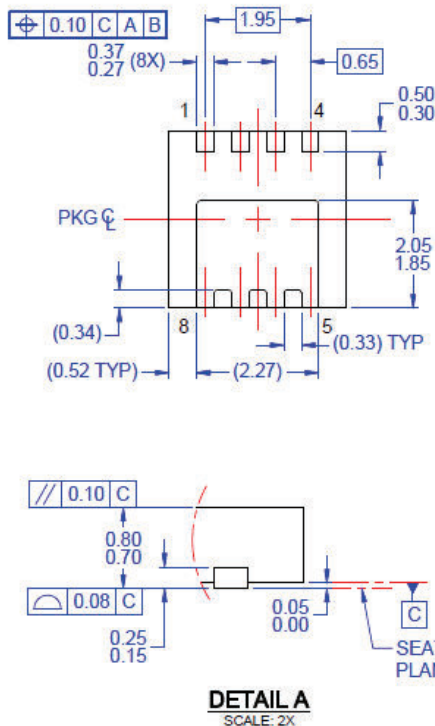 ⌖ 0.10 C A B
1.95
0.37
0.27 (8X)
0.65
1 4
0.50
0.30
PKG ℄
2.05
1.85
(0.34)
8 5
(0.33) TYP
(0.52 TYP) (2.27)
// 0.10 C
0.80
0.70
⌓ 0.08 C
0.25
0.15
0.05
0.00
C
SEA
PLA
DETAIL A
SCALE: 2X